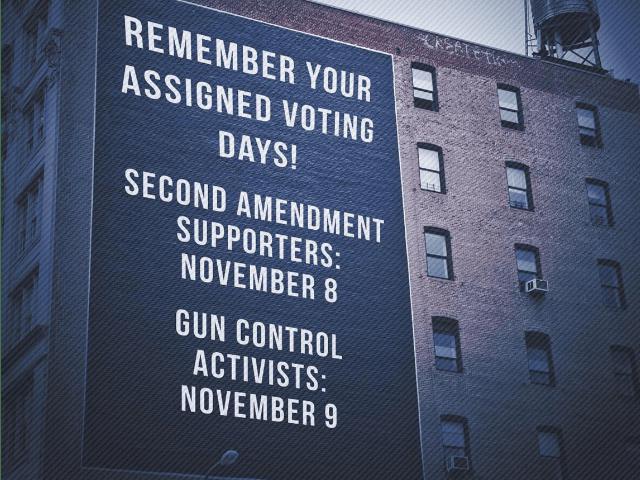 REMEMBER YOUR
ASSIGNED VOTING
DAYS!
SECOND AMENDMENT
SUPPORTERS:
NOVEMBER 8
GUN CONTROL
ACTIVISTS:
NOVEMBER 9